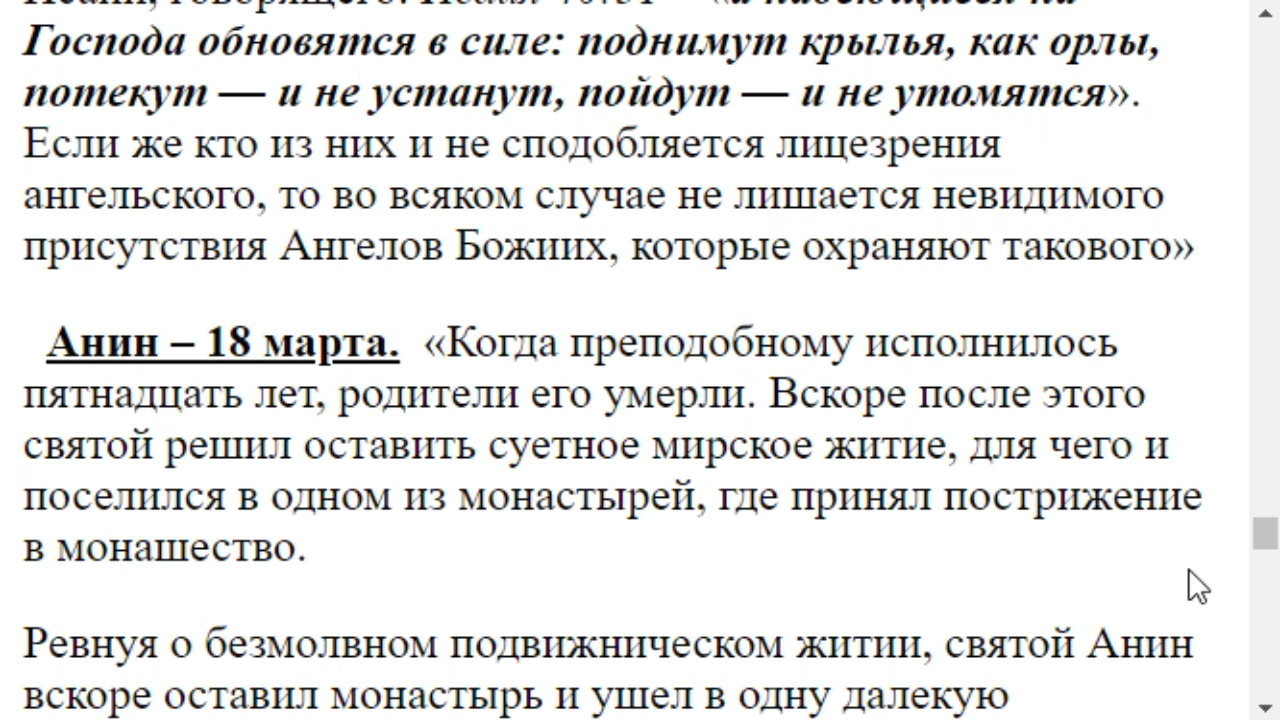 Господа обновятся в силе: поднимут крылья, как орлы,
потекут — и не устанут, пойдут — и не утомятся».
Если же кто из них и не сподобляется лицезрения
ангельского, то во всяком случае не лишается невидимого
присутствия Ангелов Божиих, которые охраняют такового»
Анин – 18 марта. «Когда преподобному исполнилось
пятнадцать лет, родители его умерли. Вскоре после этого
святой решил оставить суетное мирское житие, для чего и
поселился в одном из монастырей, где принял пострижение
в монашество.
Ревнуя о безмолвном подвижническом житии, святой Анин
вскоре оставил монастырь и ушел в одну далекую